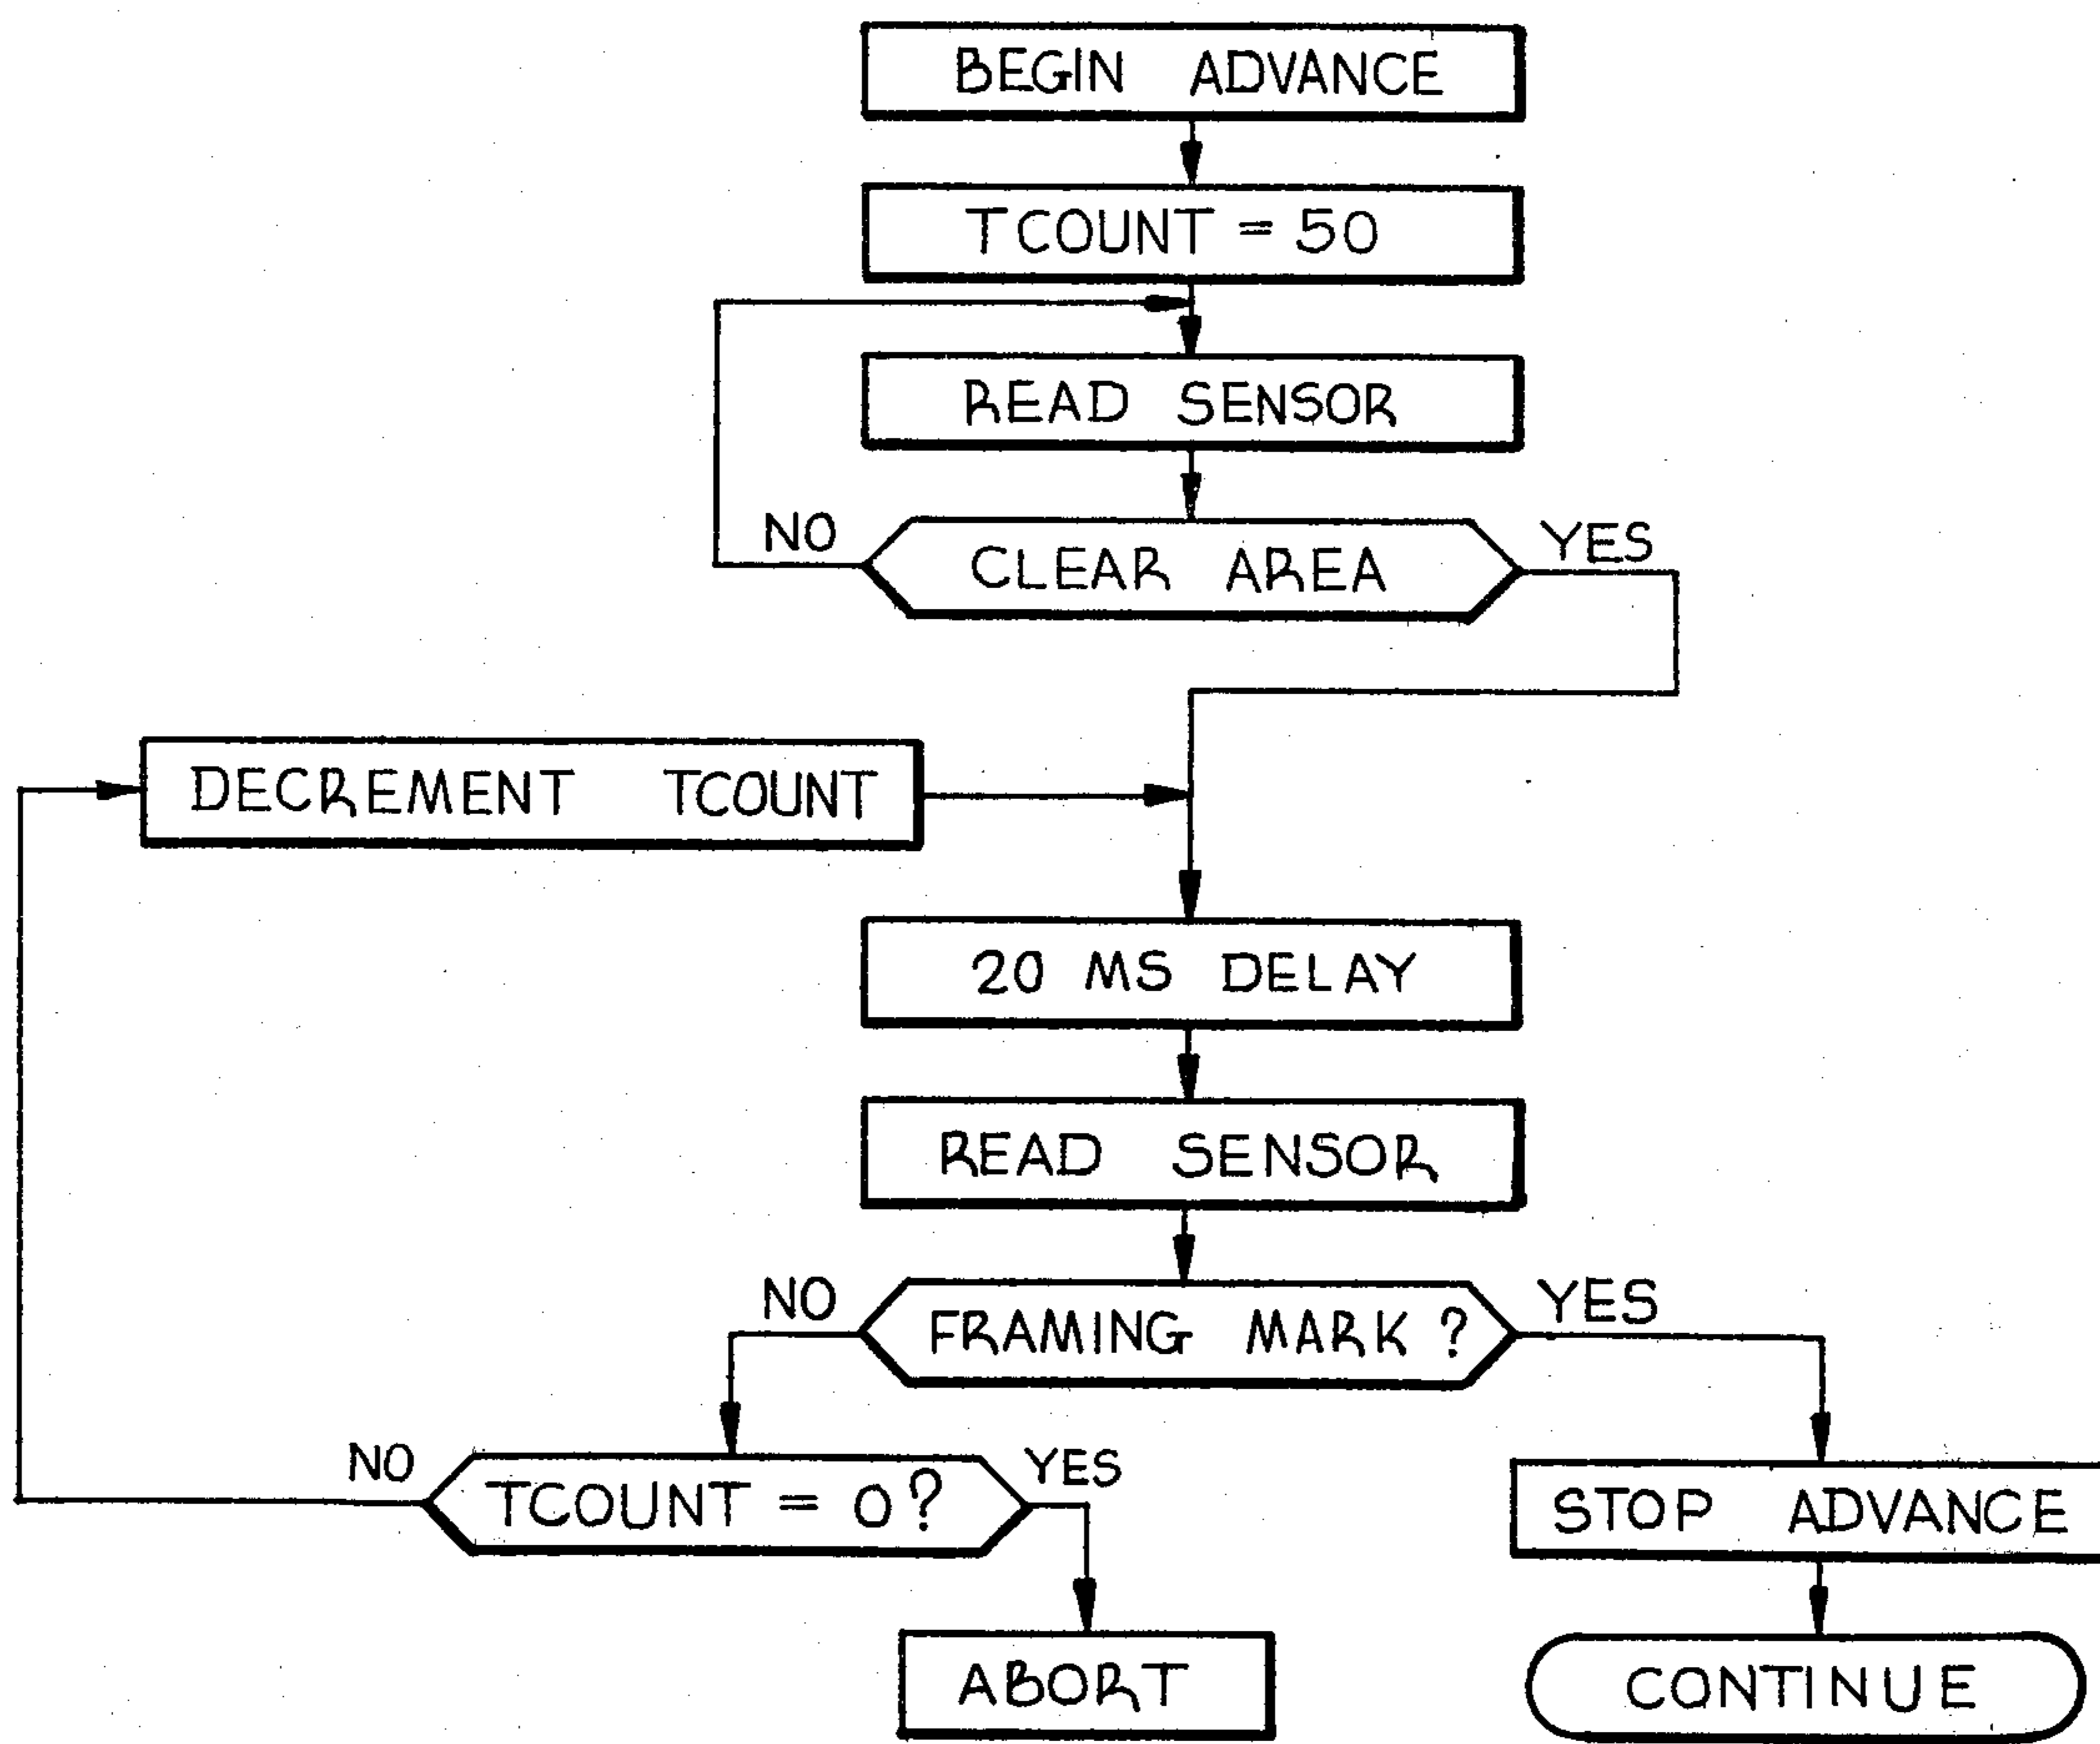 BEGIN ADVANCE
TCOUNT = 50
READ SENSOR
NO
CLEAR AREA
YES
DECREMENT TCOUNT
20 MS DELAY
READ SENSOR
NO
FRAMING MARK ?
YES
NO
TCOUNT = 0?
YES
STOP ADVANCE
ABORT
CONTINUE